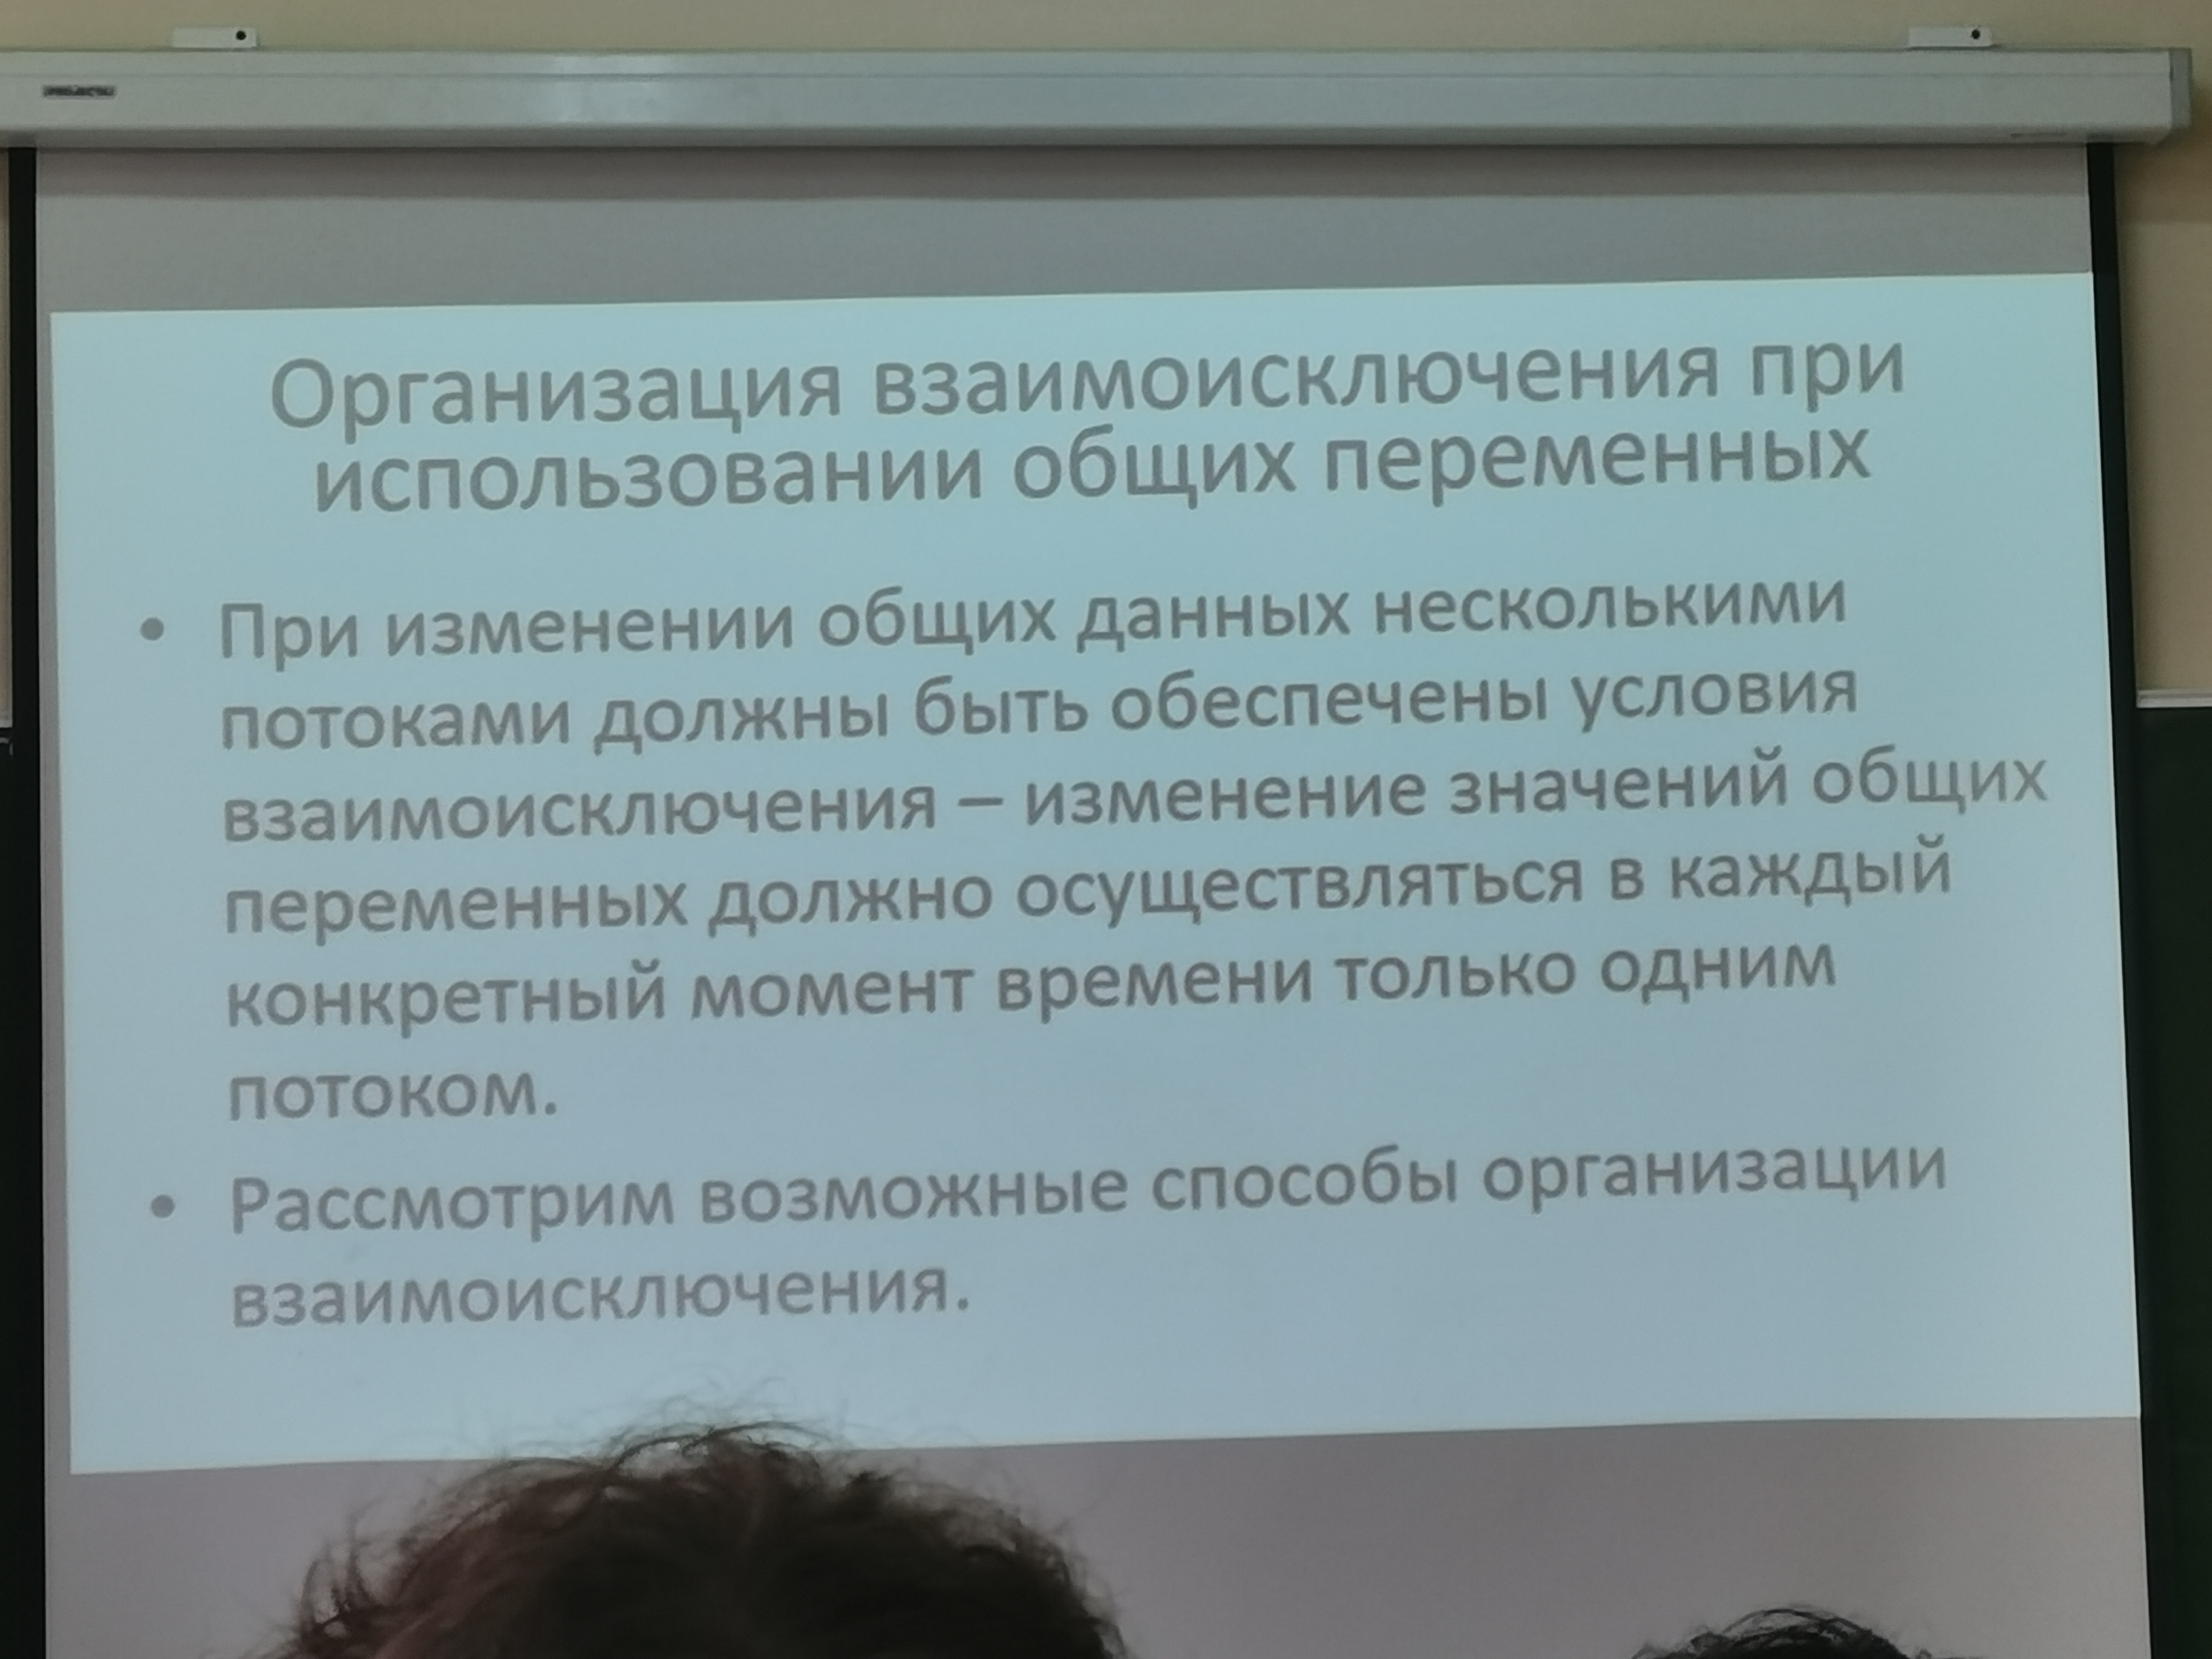 Организация взаимоисключения при
использовании общих переменных
• При изменении общих данных несколькими
потоками должны быть обеспечены условия
взаимоисключения – изменение значений общих
переменных должно осуществляться в каждый
конкретный момент времени только одним
потоком.
• Рассмотрим возможные способы организации
взаимоисключения.